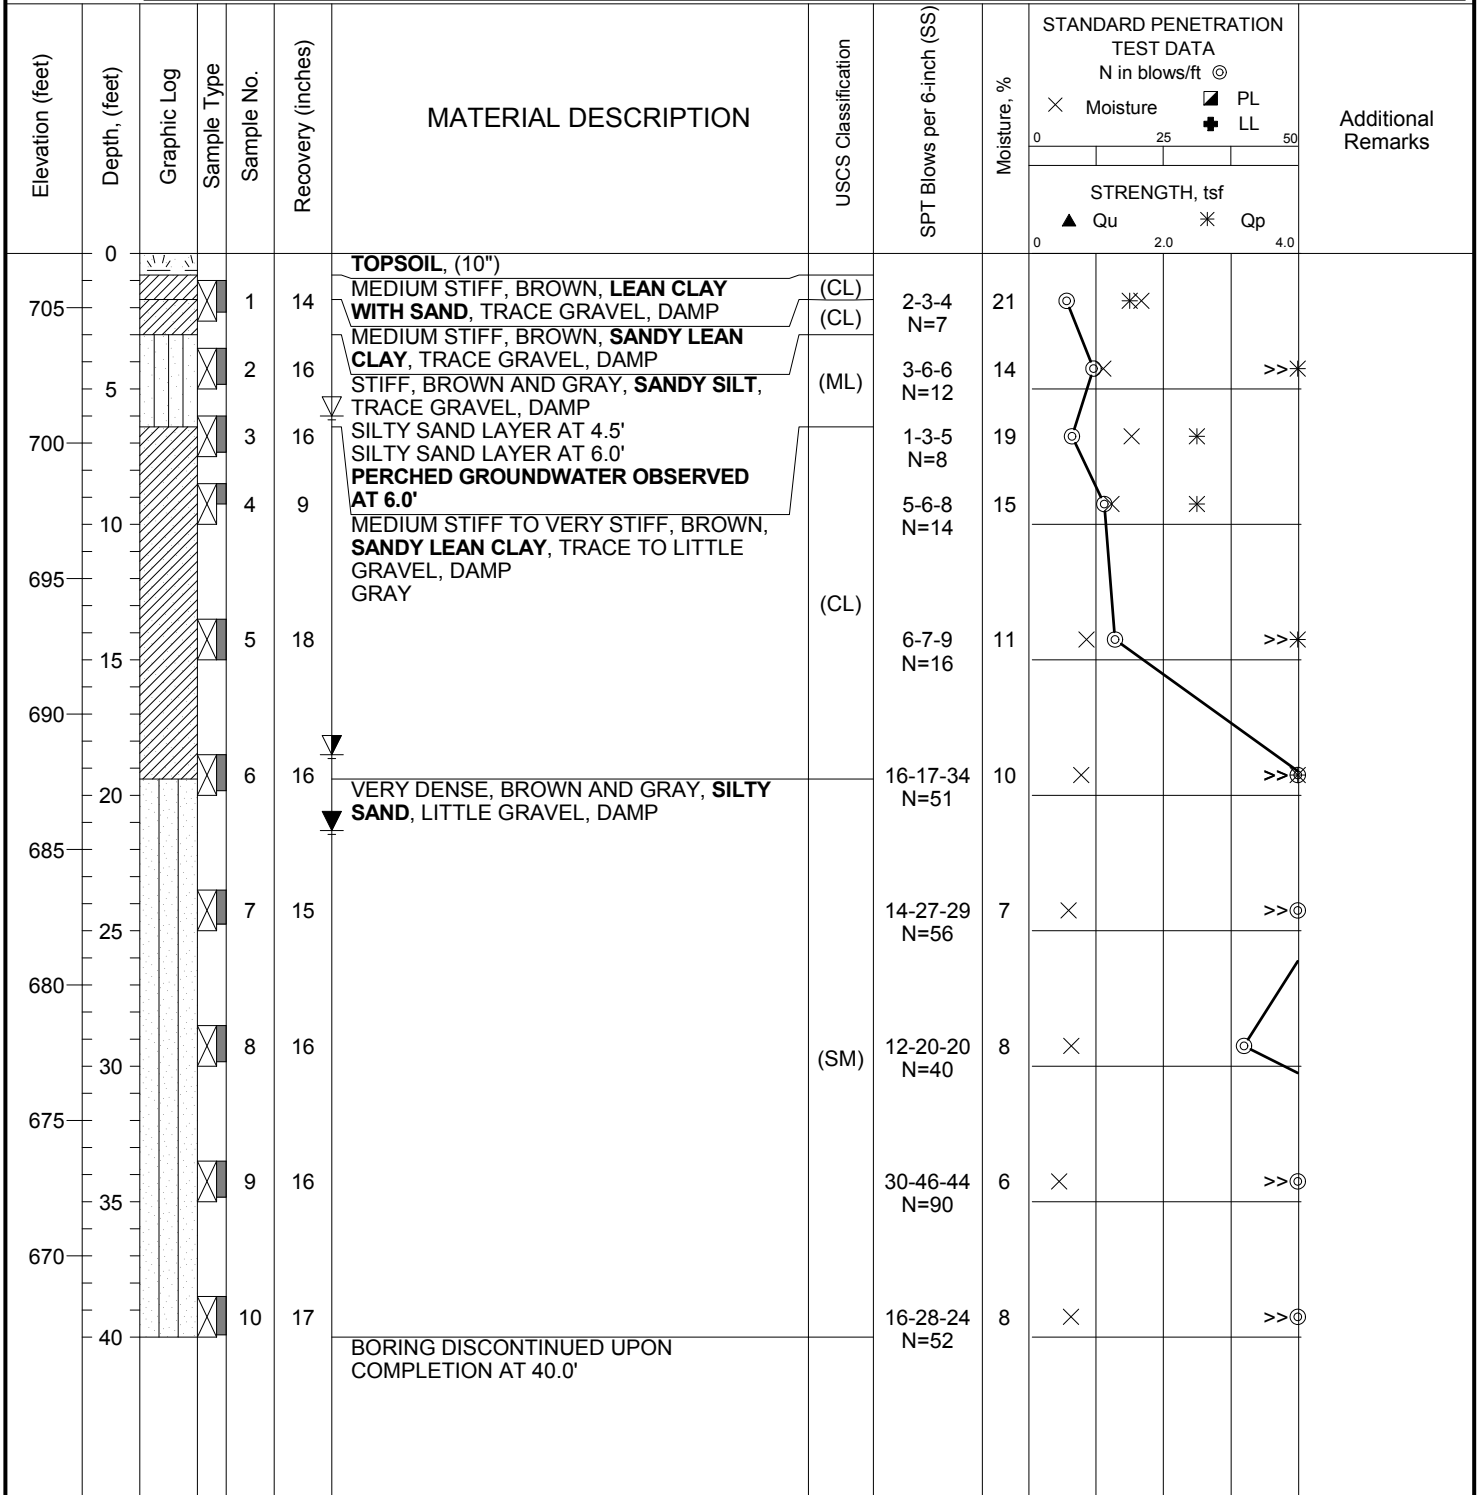 Elevation (feet)
Depth, (feet)
Graphic Log
Sample Type
Sample No.
Recovery (inches)
MATERIAL DESCRIPTION
USCS Classification
SPT Blows per 6-inch (SS)
Moisture, %
STANDARD PENETRATION
TEST DATA
N in blows/ft
Moisture
PL
LL
0 25 50
STRENGTH, tsf
Qu Qp
0 2.0 4.0
Additional
Remarks
0
TOPSOIL, (10")
MEDIUM STIFF, BROWN, LEAN CLAY
WITH SAND, TRACE GRAVEL, DAMP
(CL)
705
1 14
2-3-4
N=7
21
MEDIUM STIFF, BROWN, SANDY LEAN
CLAY, TRACE GRAVEL, DAMP
(CL)
2 16
3-6-6
N=12
14
>>
5
STIFF, BROWN AND GRAY, SANDY SILT,
TRACE GRAVEL, DAMP
SILTY SAND LAYER AT 4.5'
SILTY SAND LAYER AT 6.0'
PERCHED GROUNDWATER OBSERVED
AT 6.0'
(ML)
700
3 16
1-3-5
N=8
19
4 9
5-6-8
N=14
15
10
MEDIUM STIFF TO VERY STIFF, BROWN,
SANDY LEAN CLAY, TRACE TO LITTLE
GRAVEL, DAMP
GRAY
(CL)
695
5 18
6-7-9
N=16
11
>>
15
690
6 16
16-17-34
N=51
10
>>
20
VERY DENSE, BROWN AND GRAY, SILTY
SAND, LITTLE GRAVEL, DAMP
685
7 15
14-27-29
N=56
7
>>
25
680
8 16
(SM)
12-20-20
N=40
8
30
675
9 16
30-46-44
N=90
6
>>
35
670
10 17
16-28-24
N=52
8
>>
40
BORING DISCONTINUED UPON
COMPLETION AT 40.0'